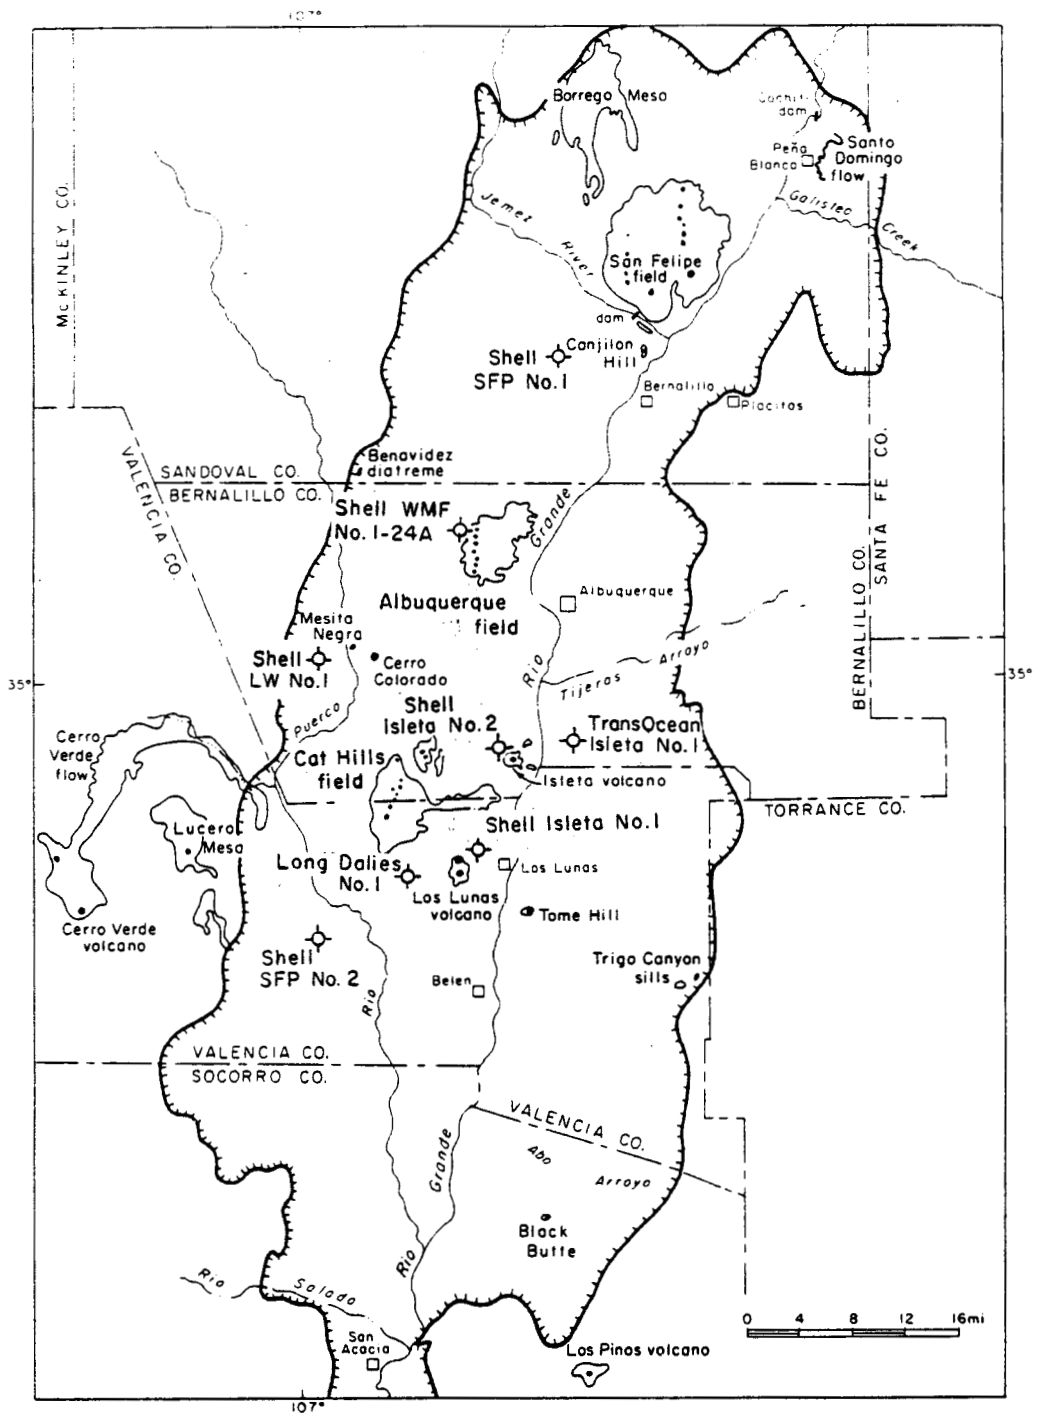 107°
Borrego Mesa
dam
Peña
Blanca
Santo
Domingo
flow
McKINLEY CO.
Jemez
River
Galisteo
Creek
San Felipe
field
dam
Canjilon
Hill
Shell
SFP No. 1
Bernalillo
Placitas
VALENCIA CO.
Benavidez
diatreme
SANDOVAL CO.
BERNALILLO CO.
SANTA FE CO.
BERNALILLO CO.
Shell WMF
No. 1-24A
Grande
Albuquerque
Albuquerque
field
Mesita
Negra
Shell
LW No. 1
Cerro
Colorado
Rio
Tijeras
Arroyo
35°
35°
Puerco
Shell
Isleta No. 2
TransOcean
Isleta No. 1
Cerro
Verde
flow
Cat Hills
field
Isleta volcano
TORRANCE CO.
Lucero
Mesa
Shell Isleta No. 1
Long Dalies
No. 1
Los Lunas
Los Lunas
volcano
Tome Hill
Cerro Verde
volcano
Shell
SFP No. 2
Trigo Canyon
sills
Belen
Rio
VALENCIA CO.
SOCORRO CO.
VALENCIA CO.
Grande
Abo
Arroyo
Black
Butte
Rio
Rio
Salado
San
Acacia
0 4 8 12 16mi
Los Pinos volcano
107°